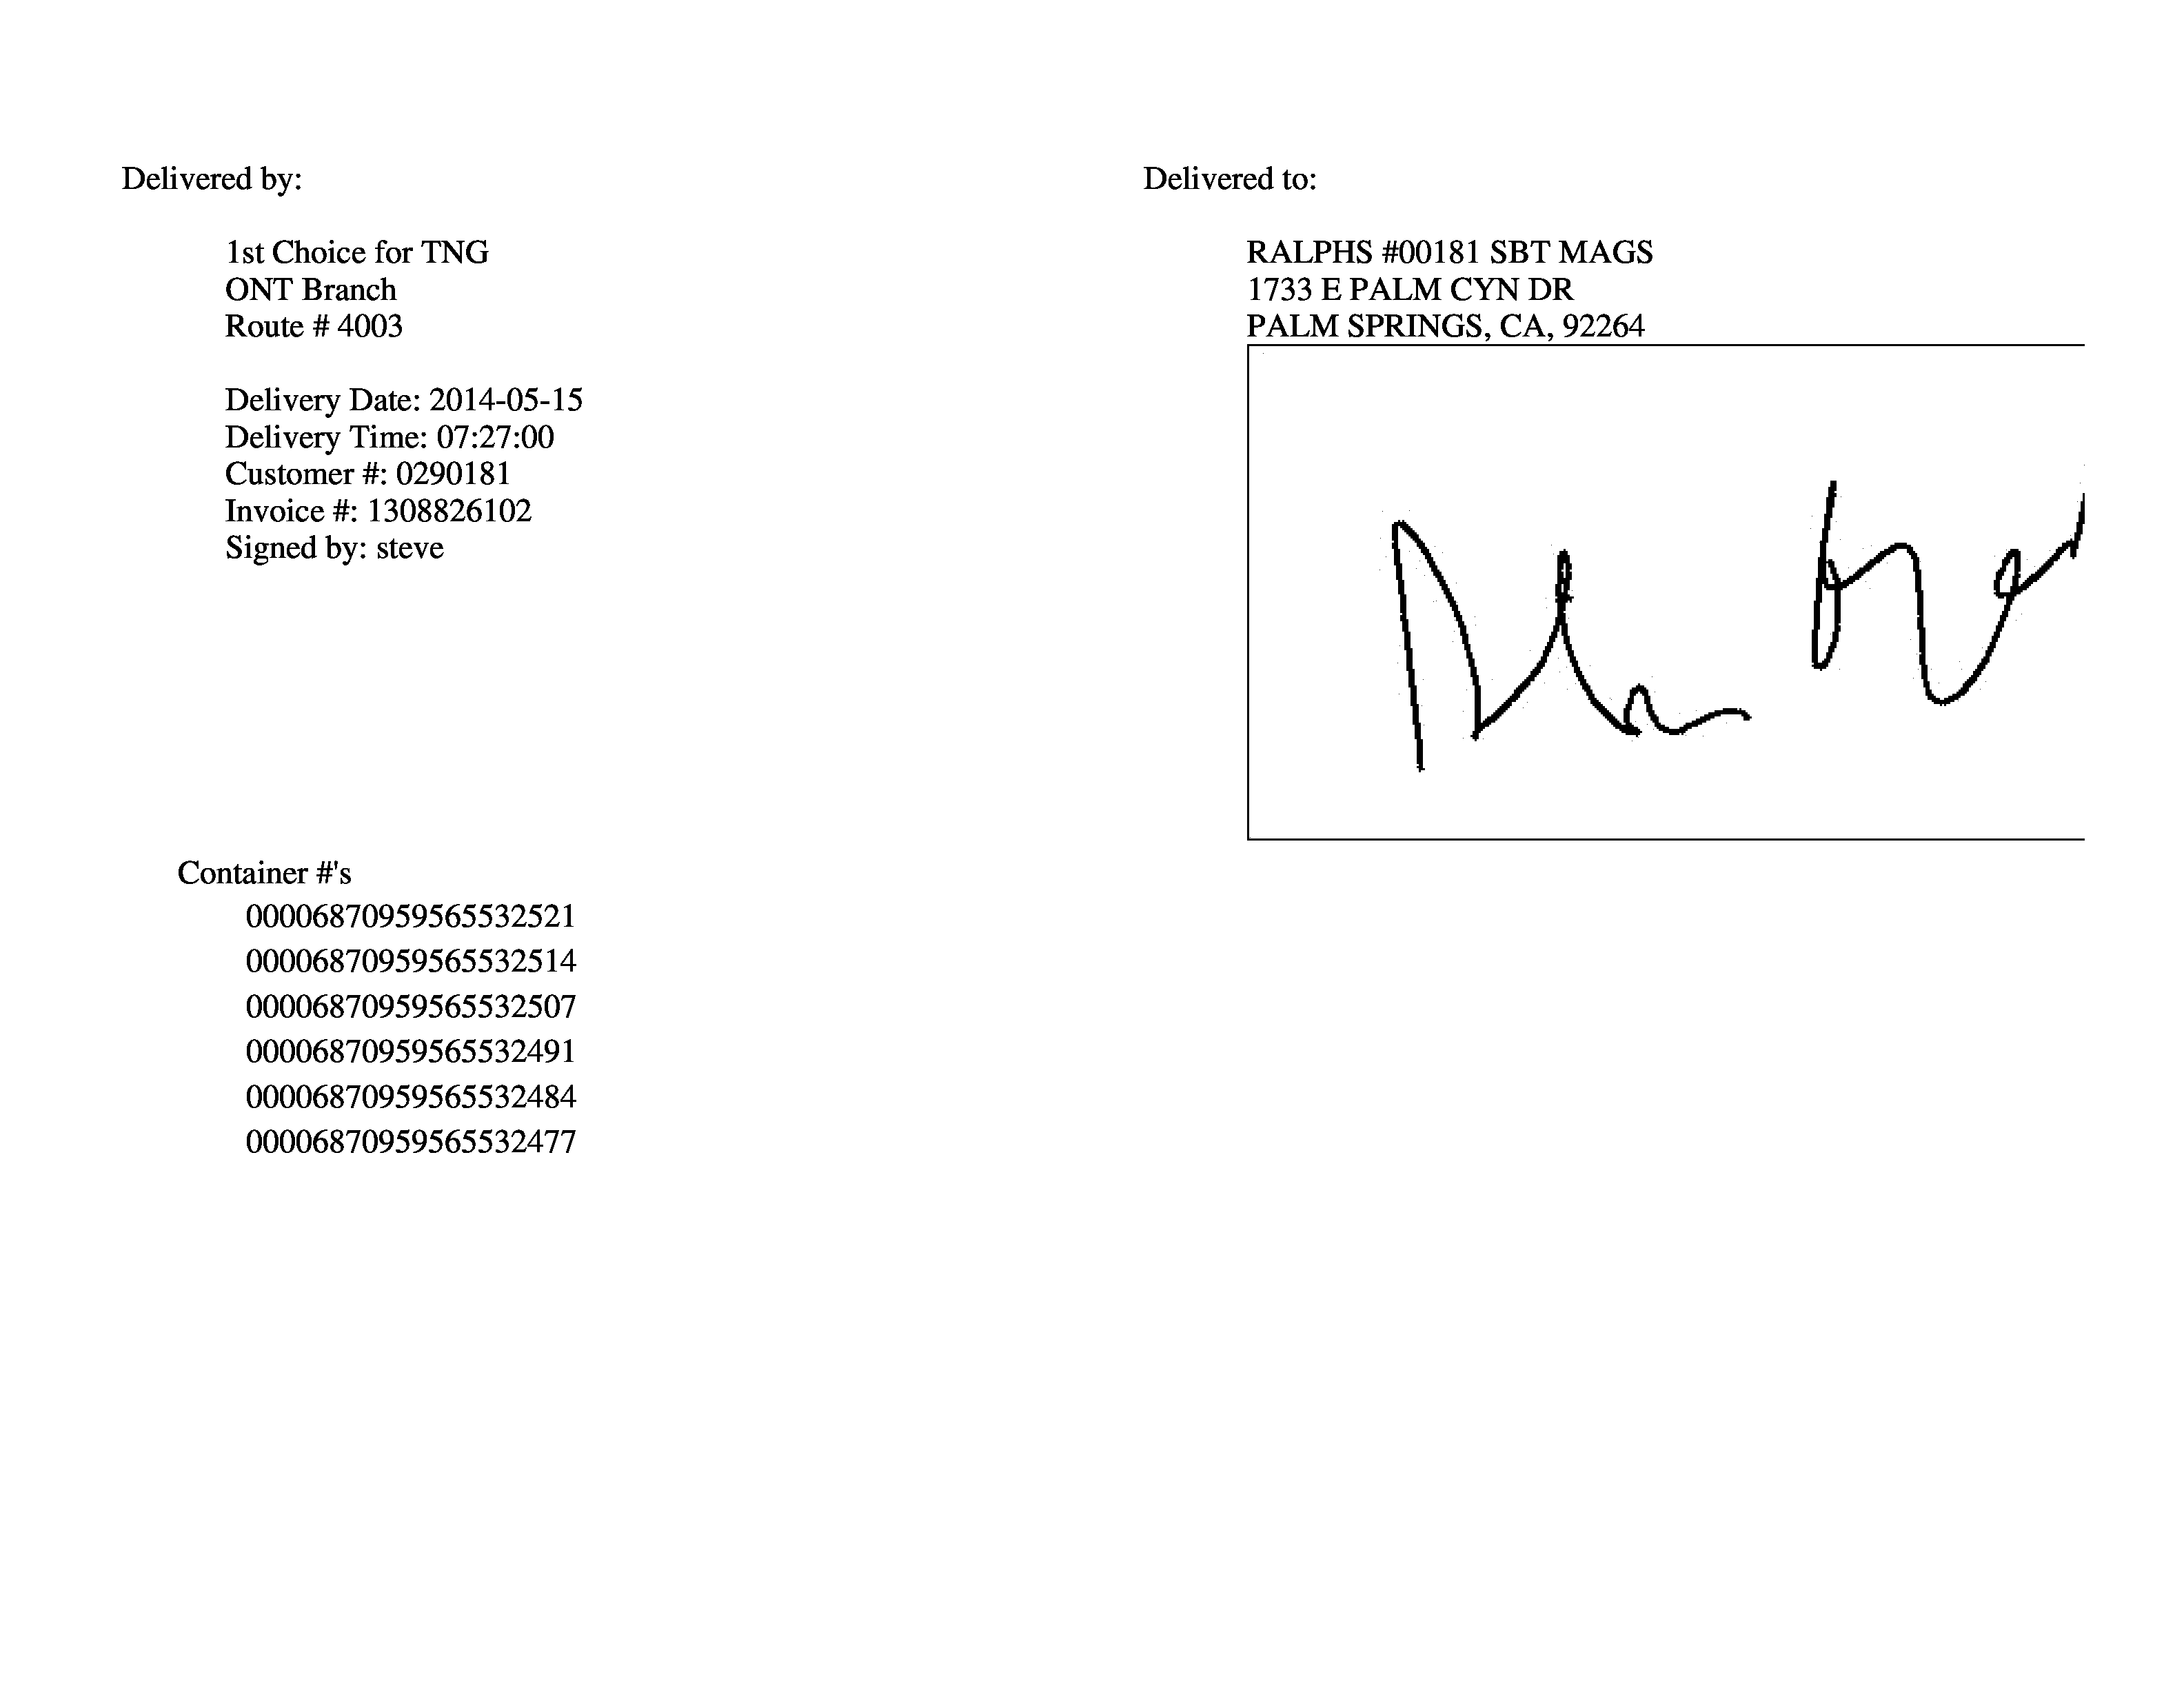 Delivered by:
1st Choice for TNG
ONT Branch
Route # 4003
Delivery Date: 2014-05-15
Delivery Time: 07:27:00
Customer #: 0290181
Invoice #: 1308826102
Signed by: steve
Delivered to:
RALPHS #00181 SBT MAGS
1733 E PALM CYN DR
PALM SPRINGS, CA, 92264
Container #'s
00006870959565532521
00006870959565532514
00006870959565532507
00006870959565532491
00006870959565532484
00006870959565532477